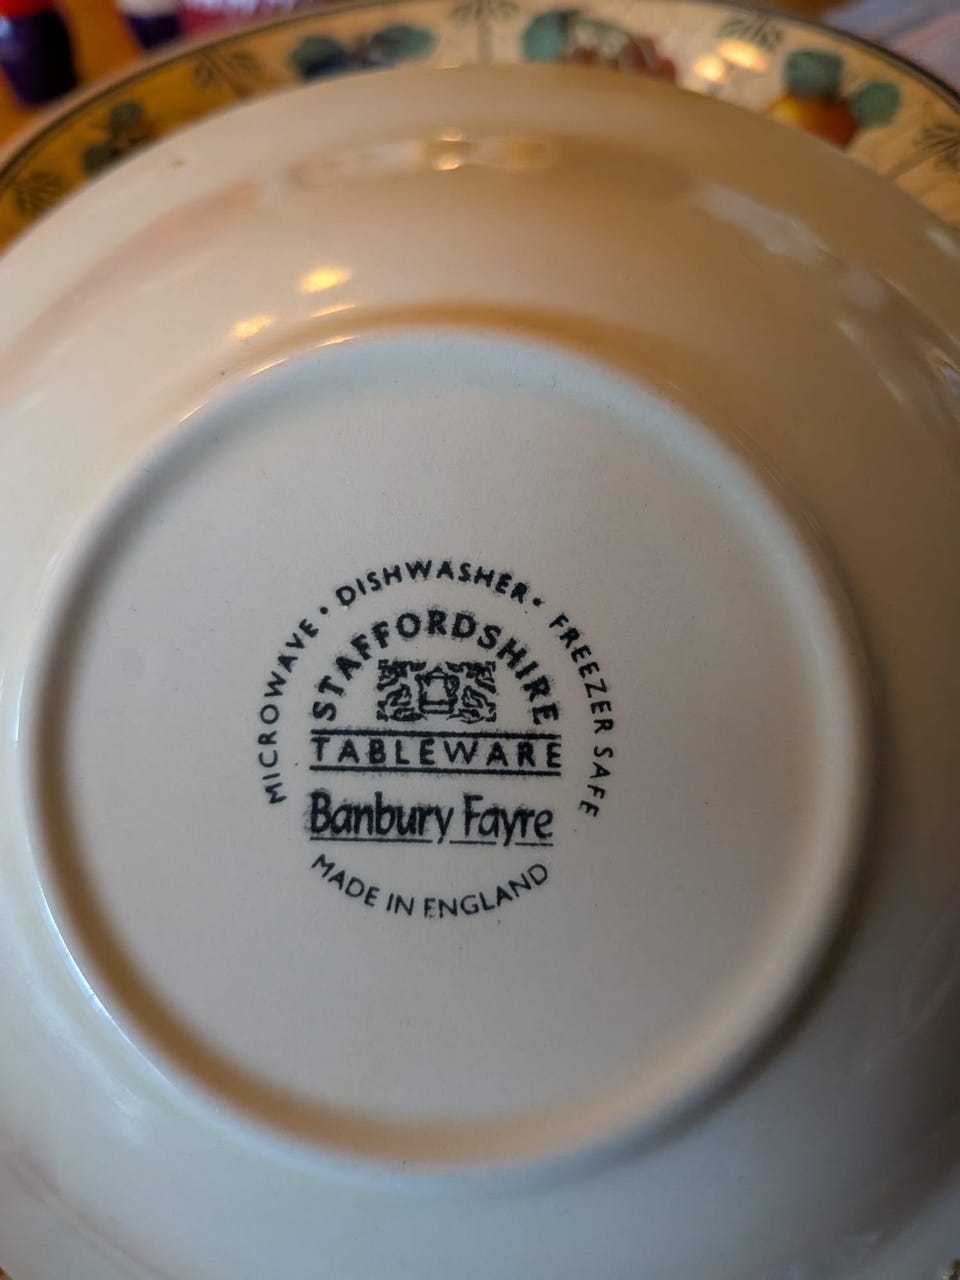 MICROWAVE • DISHWASHER • FREEZER SAFE
STAFFORDSHIRE
TABLEWARE
Banbury Fayre
MADE IN ENGLAND